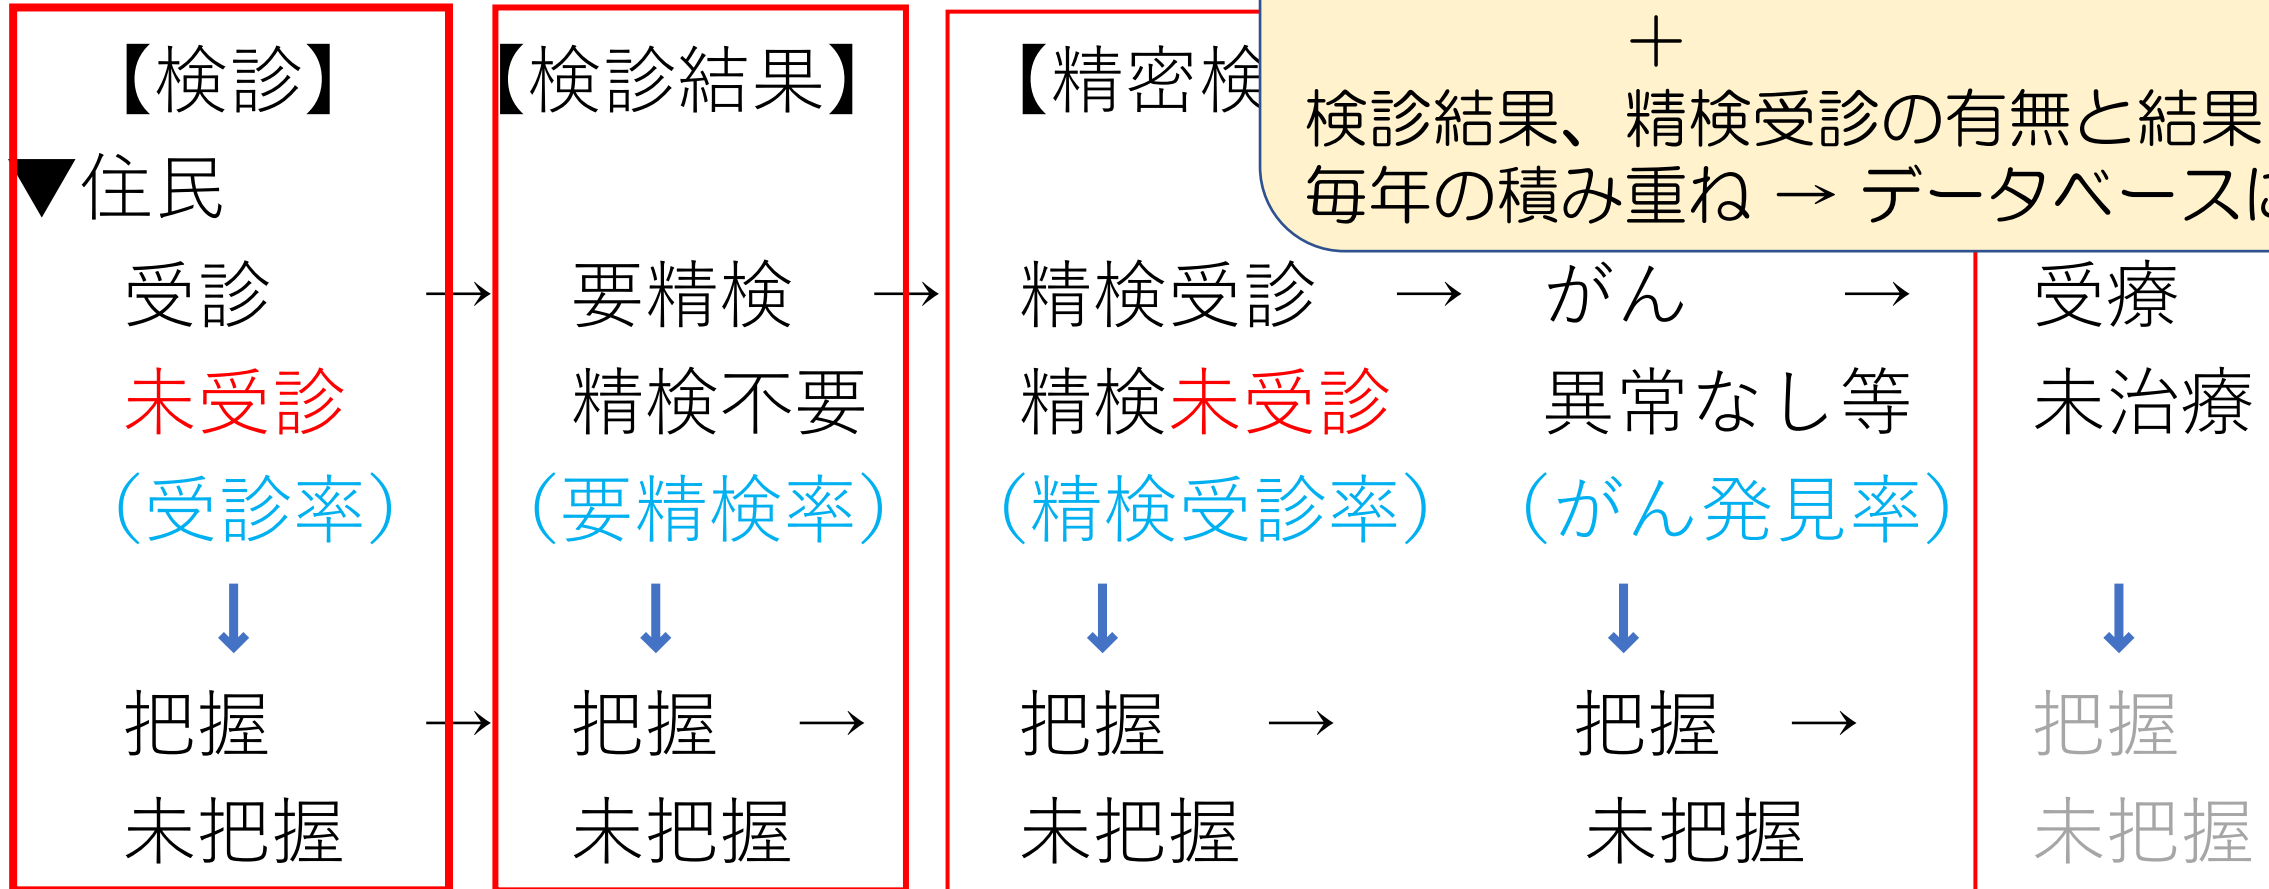 ＋
検診結果、精検受診の有無と結果
毎年の積み重ね → データベースに
【検診】 【検診結果】 【精密検
▼住民
受診 → 要精検 → 精検受診 → がん → 受療
未受診 精検不要 精検未受診 異常なし等 未治療
（受診率） （要精検率） （精検受診率） （がん発見率）
↓ ↓ ↓ ↓ ↓
把握 → 把握 → 把握 → 把握 → 把握
未把握 未把握 未把握 未把握 未把握